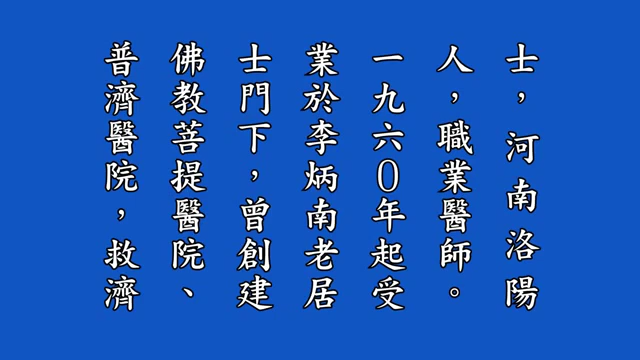 士，河南洛陽
人，職業醫師。
一九六０年起受
業於李炳南老居
士門下，曾創建
佛教菩提醫院、
普濟醫院，救濟